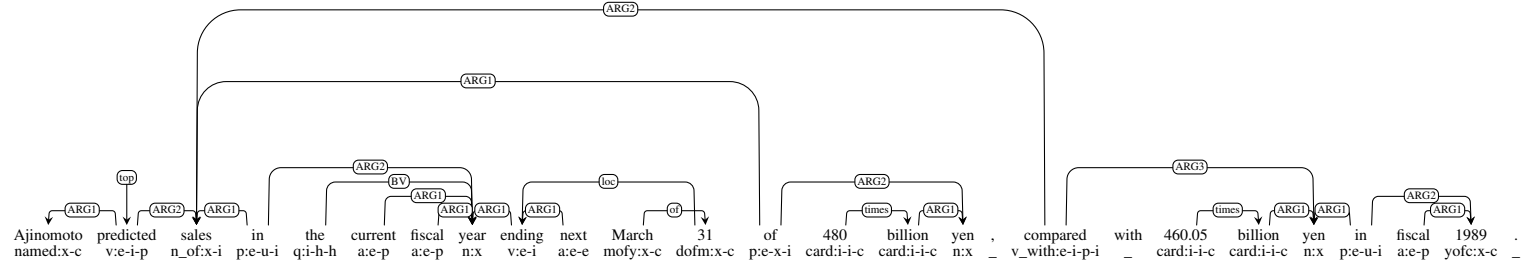 ARG2
ARG1
ARG2 ARG3
top BV loc ARG2 ARG2
ARG1
ARG1 ARG2 ARG1 ARG1 ARG1 ARG1 of times ARG1 times ARG1 ARG1 ARG1
Ajinomoto predicted sales in the current fiscal year ending next March 31 of 480 billion yen , compared with 460.05 billion yen in fiscal 1989 .
named:x-c v:e-i-p n_of:x-i p:e-u-i q:i-h-h a:e-p a:e-p n:x v:e-i a:e-e mofy:x-c dofm:x-c p:e-x-i card:i-i-c card:i-i-c n:x _ v_with:e-i-p-i _ card:i-i-c card:i-i-c n:x p:e-u-i a:e-p yofc:x-c _